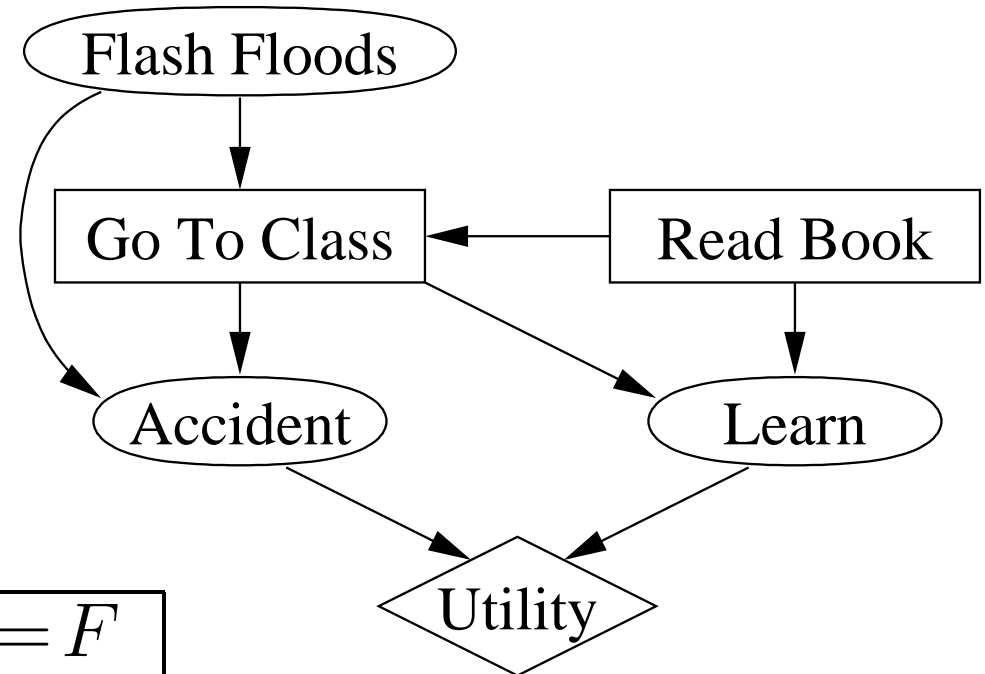 Flash Floods
Go To Class
Read Book
Accident
Learn
Utility
= F